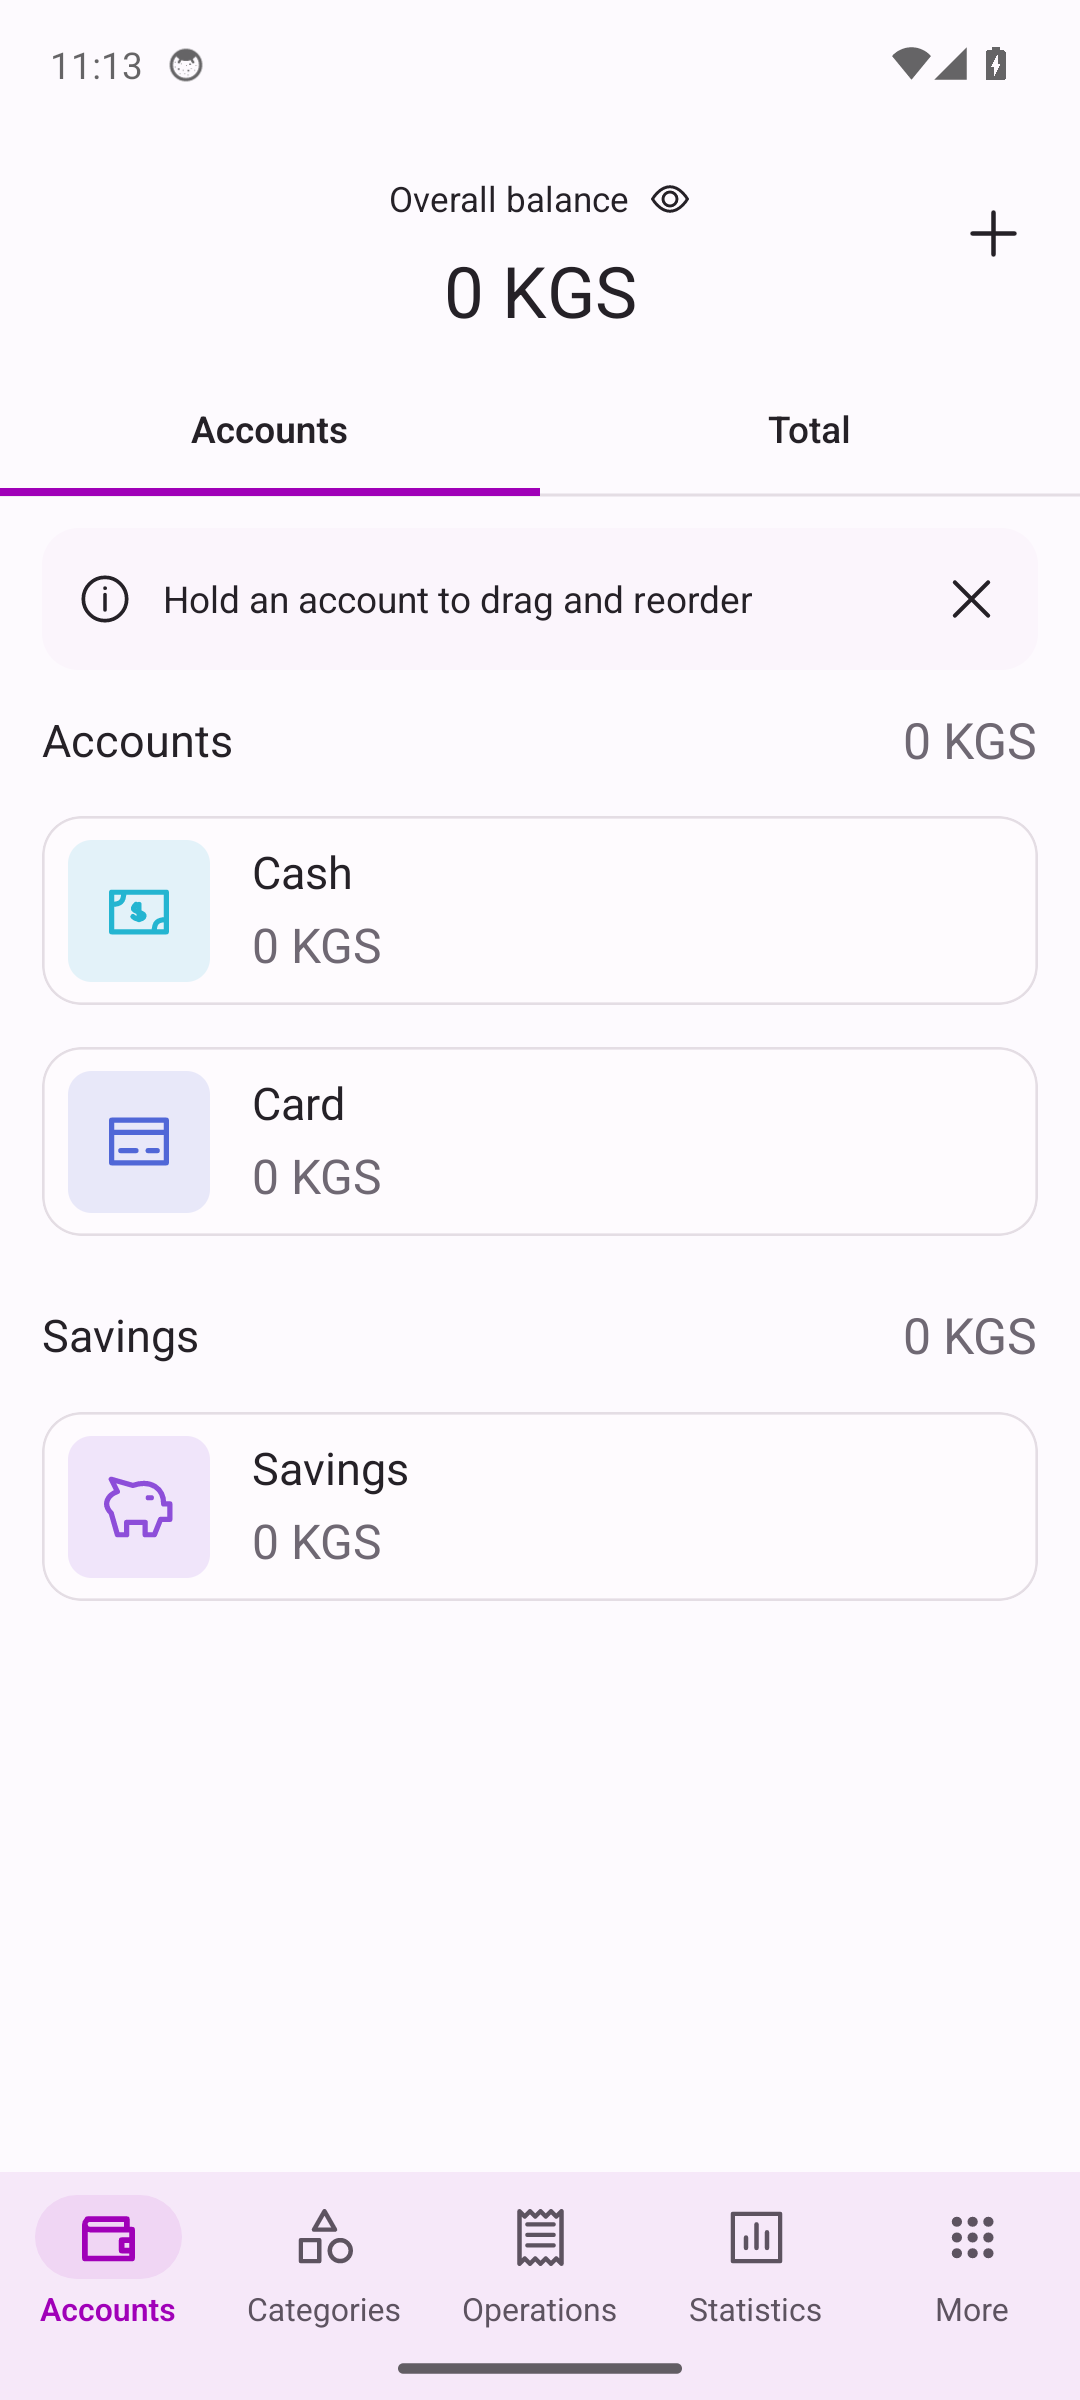 11:13
Overall balance
0 KGS
Accounts
Total
Hold an account to drag and reorder
Accounts
0 KGS
Cash
0 KGS
Card
0 KGS
Savings
0 KGS
Savings
0 KGS
Accounts
Categories
Operations
Statistics
More